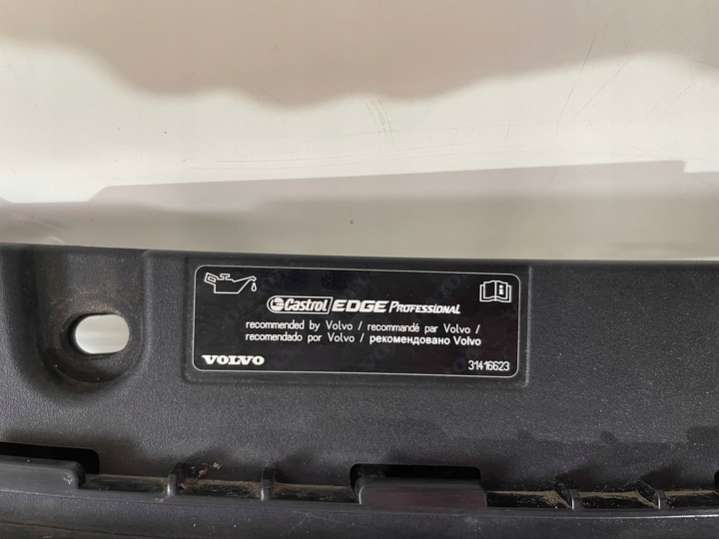 Castrol EDGE PROFESSIONAL
recommended by Volvo / recommandé par Volvo /
recomendado por Volvo / рекомендовано Volvo
VOLVO 31416623